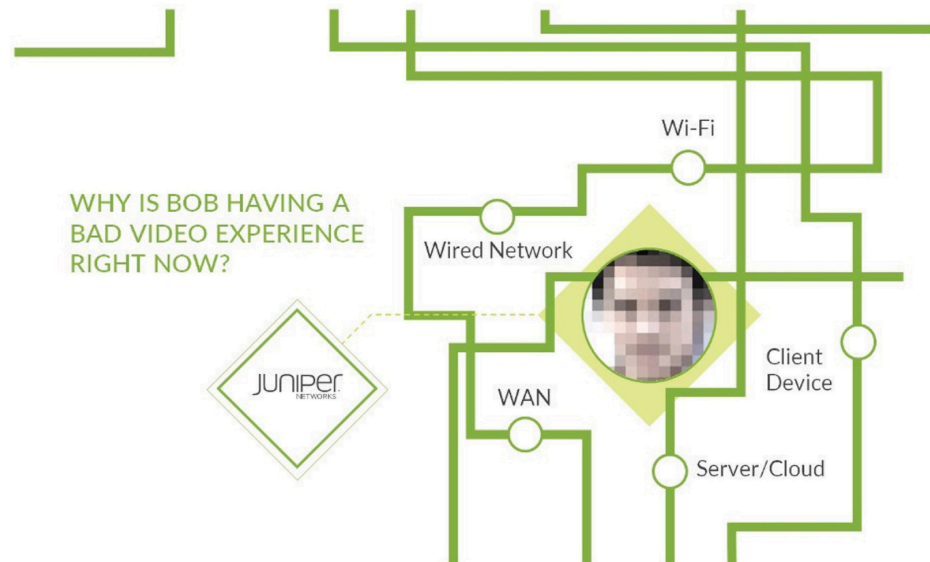 Wi-Fi
WHY IS BOB HAVING A
BAD VIDEO EXPERIENCE
RIGHT NOW?
Wired Network
Client
Device
JUNIPER
NETWORKS
WAN
Server/Cloud